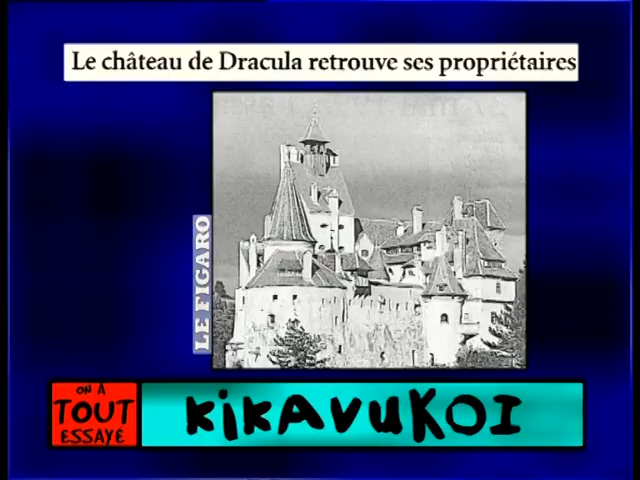 Le château de Dracula retrouve ses propriétaires
LE FIGARO
ON A
TOUT
ESSAYÉ
KiKAVUKOI